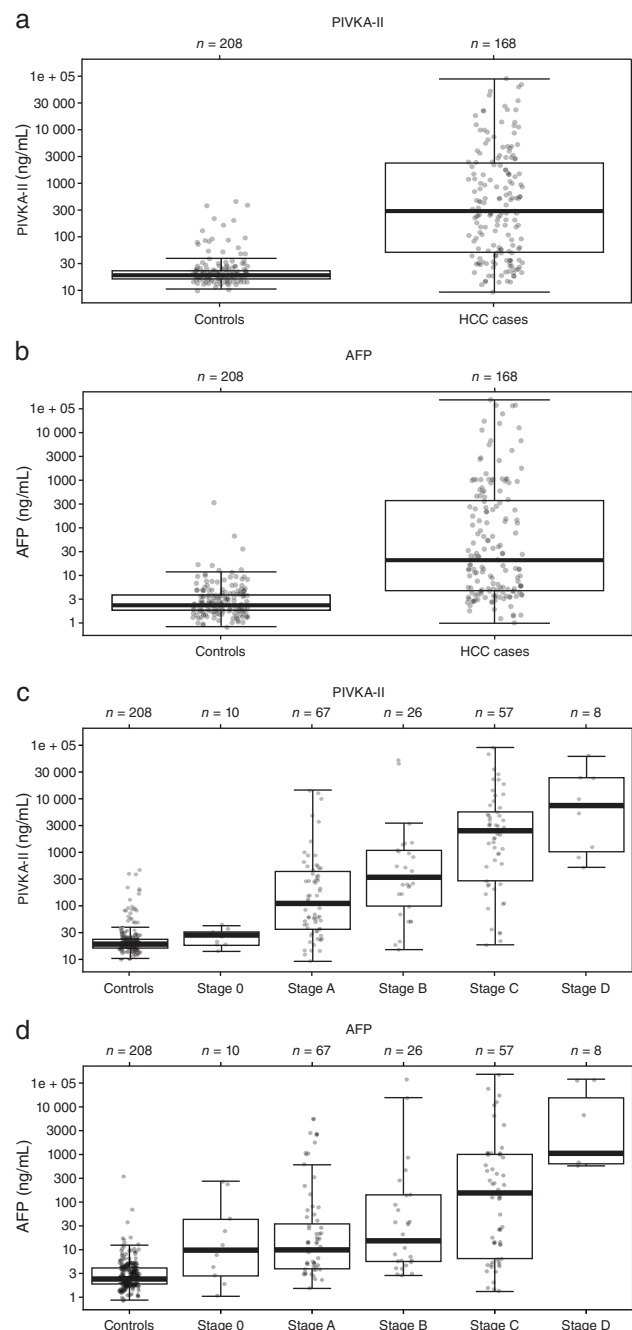 a
PIVKA-II
n = 208 n = 168
1e + 05
30 000
10 000
3000
1000
300
100
30
10
PIVKA-II (ng/mL)
Controls HCC cases
b
AFP
n = 208 n = 168
1e + 05
10 000
1000
300
100
30
10
3
1
AFP (ng/mL)
Controls HCC cases
c
PIVKA-II
n = 208 n = 10 n = 67 n = 26 n = 57 n = 8
1e + 05
30 000
10 000
3000
1000
300
100
30
10
PIVKA-II (ng/mL)
Controls Stage 0 Stage A Stage B Stage C Stage D
d
AFP
n = 208 n = 10 n = 67 n = 26 n = 57 n = 8
1e + 05
10 000
3000
1000
300
100
30
10
3
1
AFP (ng/mL)
Controls Stage 0 Stage A Stage B Stage C Stage D